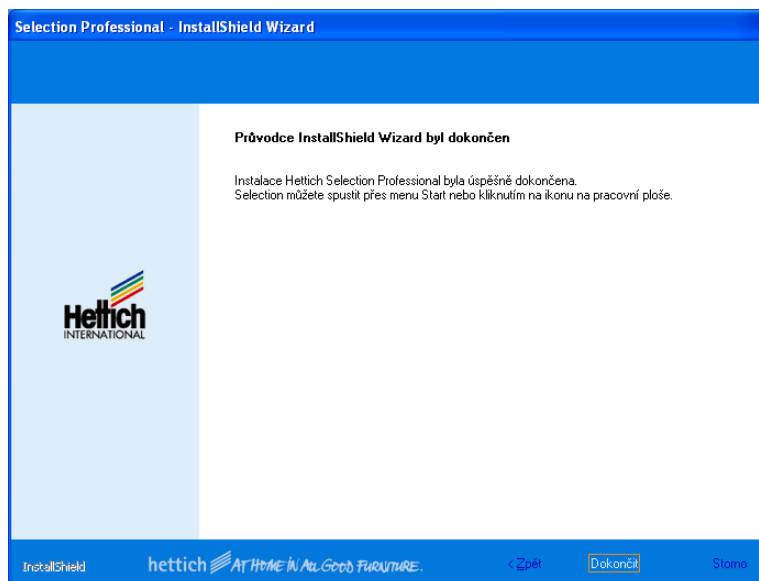 Selection Professional - InstallShield Wizard
Průvodce InstallShield Wizard byl dokončen
Instalace Hettich Selection Professional byla úspěšně dokončena.
Selection můžete spustit přes menu Start nebo kliknutím na ikonu na pracovní ploše.
Hettich
INTERNATIONAL
InstallShield
hettich AT HOME IN ALL GOOD FURNITURE.
< Zpět
Dokončit
Storno